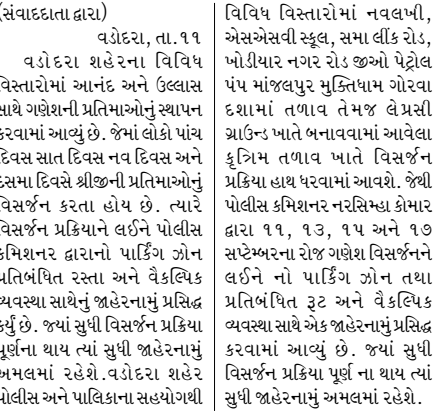 (સંવાદદાતા દ્વારા)
વડોદરા, તા.૧૧
વડોદરા શહેરના વિવિધ
વિસ્તારોમાં આનંદ અને ઉલ્લાસ
સાથે ગણેશની પ્રતિમાઓનું સ્થાપન
કરવામાં આવ્યું છે. જેમાં લોકો પાંચ
દિવસ સાત દિવસ નવ દિવસ અને
દસમા દિવસે શ્રીજીની પ્રતિમાઓનું
વિસર્જન કરતા હોય છે. ત્યારે
વિસર્જન પ્રક્રિયાને લઈને પોલીસ
કમિશનર દ્વારાનો પાર્કિંગ ઝોન
પ્રતિબંધિત રસ્તા અને વૈકલ્પિક
વ્યવસ્થા સાથેનું જાહેરનામું પ્રસિદ્ધ
કર્યું છે. જ્યાં સુધી વિસર્જન પ્રક્રિયા
પૂર્ણના થાય ત્યાં સુધી જાહેરનામું
અમલમાં રહેશે.વડોદરા શહેર
પોલીસ અને પાલિકાના સહયોગથી
વિવિધ વિસ્તારોમાં નવલખી,
એસએસવી સ્કૂલ, સમા લીંક રોડ,
ખોડીયાર નગર રોડ જીઓ પેટ્રોલ
પંપ માંજલપુર મુક્તિધામ ગોરવા
દશામાં તળાવ તેમજ લેપ્રસી
ગ્રાઉન્ડ ખાતે બનાવવામાં આવેલા
કૃત્રિમ તળાવ ખાતે વિસર્જન
પ્રક્રિયા હાથ ધરવામાં આવશે. જેથી
પોલીસ કમિશનર નરસિમ્હા કોમાર
દ્વારા ૧૧, ૧૩, ૧૫ અને ૧૭
સપ્ટેમ્બરના રોજ ગણેશ વિસર્જનને
લઈને નો પાર્કિંગ ઝોન તથા
પ્રતિબંધિત રૂટ અને વૈકલ્પિક
વ્યવસ્થા સાથે એક જાહેરનામું પ્રસિદ્ધ
કરવામાં આવ્યું છે. જ્યાં સુધી
વિસર્જન પ્રક્રિયા પૂર્ણ ના થાય ત્યાં
સુધી જાહેરનામું અમલમાં રહેશે.